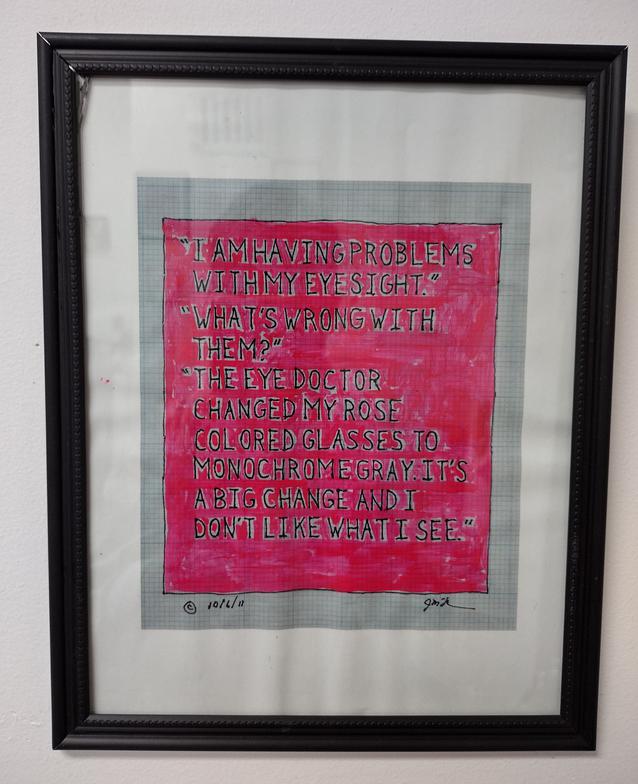 "I AM HAVING PROBLEMS
WITH MY EYESIGHT."
"WHAT'S WRONG WITH
THEM?"
"THE EYE DOCTOR
CHANGED MY ROSE
COLORED GLASSES TO
MONOCHROME GRAY. IT'S
A BIG CHANGE AND I
DON'T LIKE WHAT I SEE."
© 10/6/11